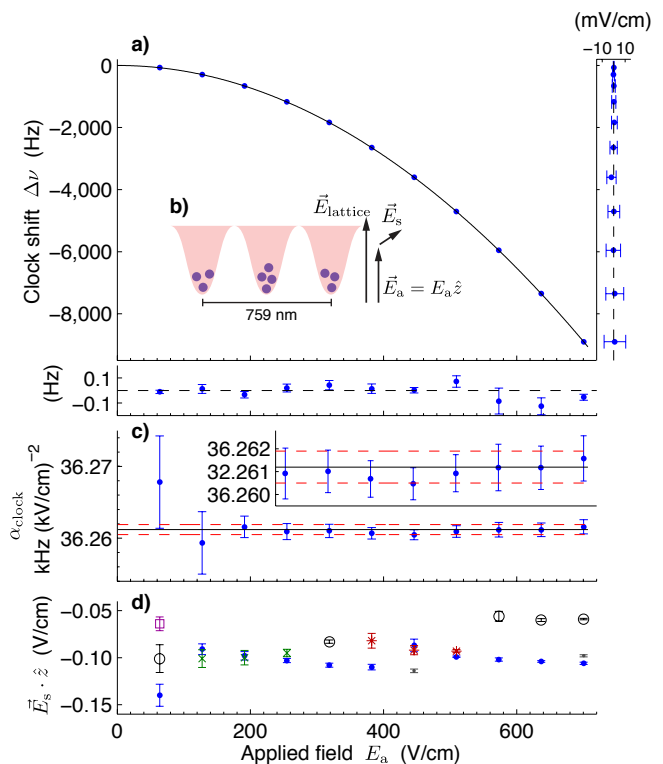 (mV/cm)
−10 10
a)
0
−2,000
−4,000
−6,000
−8,000
Clock shift Δν (Hz)
b)
E⃗lattice
E⃗s
E⃗a = Eaẑ
759 nm
0.1
−0.1
(Hz)
c)
36.262
32.261
36.260
36.27
36.26
αclock
kHz (kV/cm)⁻²
d)
−0.05
−0.10
−0.15
E⃗s · ẑ (V/cm)
0 200 400 600
Applied field Ea (V/cm)